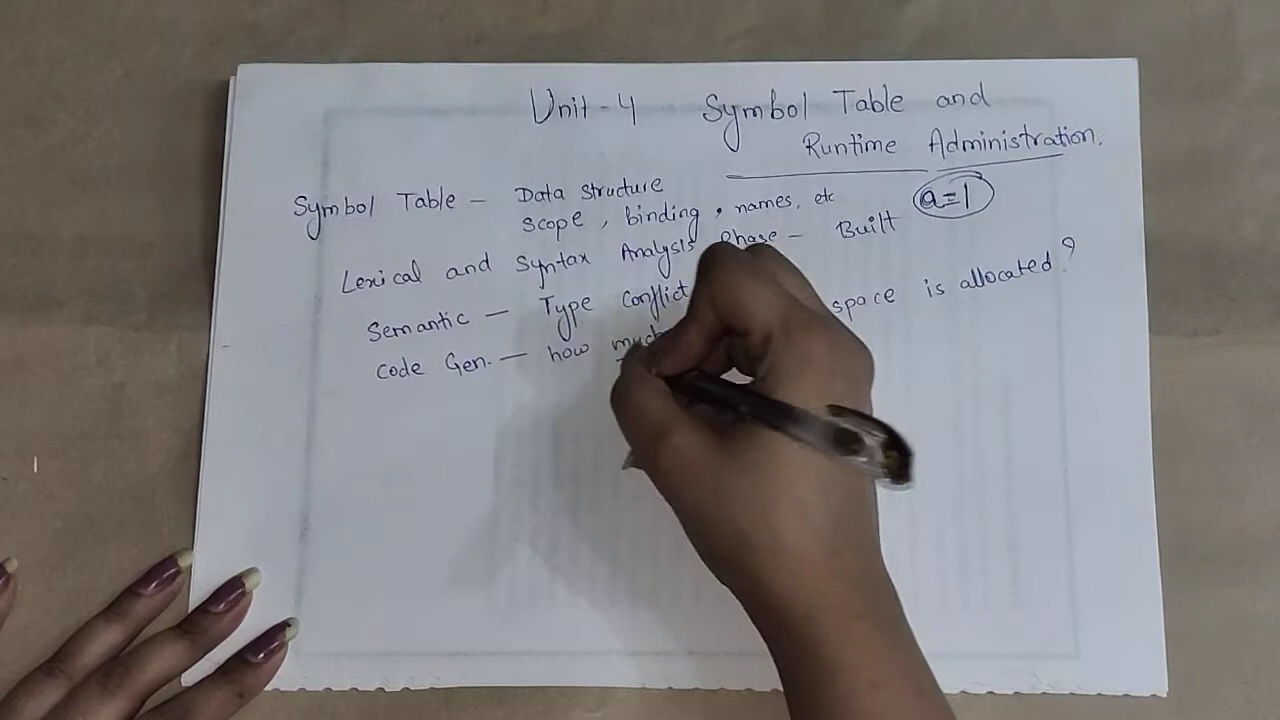 Unit-4 Symbol Table and
Runtime Administration.
Symbol Table - Data structure
scope, binding, names, etc
a=1
Lexical and Syntax Analysis Phase - Built
Semantic - Type Conflict
Code Gen. - how much space is allocated?